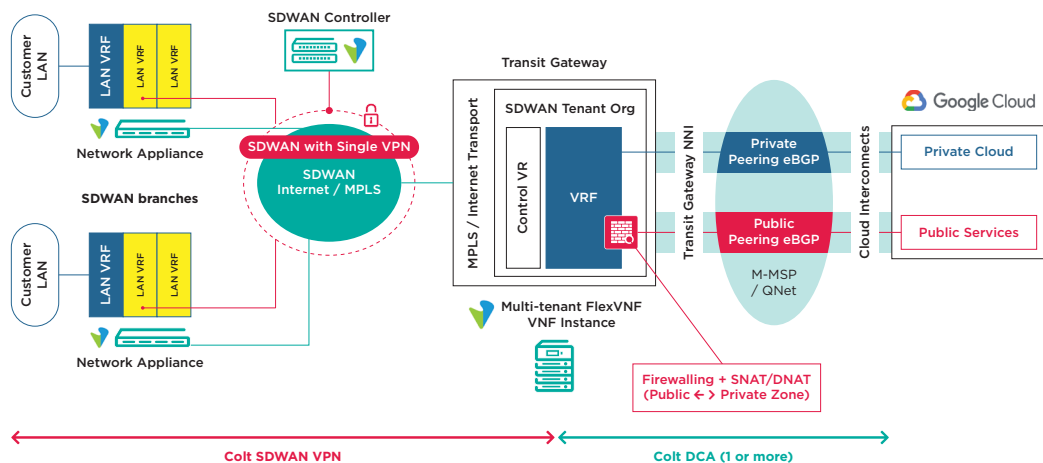 SDWAN Controller
Customer
LAN
LAN VRF
LAN VRF
LAN VRF
Network Appliance
SDWAN branches
Customer
LAN
LAN VRF
LAN VRF
LAN VRF
Network Appliance
SDWAN with Single VPN
SDWAN
Internet / MPLS
Transit Gateway
MPLS / Internet Transport
SDWAN Tenant Org
Control VR
VRF
Multi-tenant FlexVNF
VNF Instance
Transit Gateway NNI
Private
Peering eBGP
Public
Peering eBGP
M-MSP
/ QNet
Cloud Interconnects
Google Cloud
Private Cloud
Public Services
Firewalling + SNAT/DNAT
(Public < > Private Zone)
Colt SDWAN VPN
Colt DCA (1 or more)